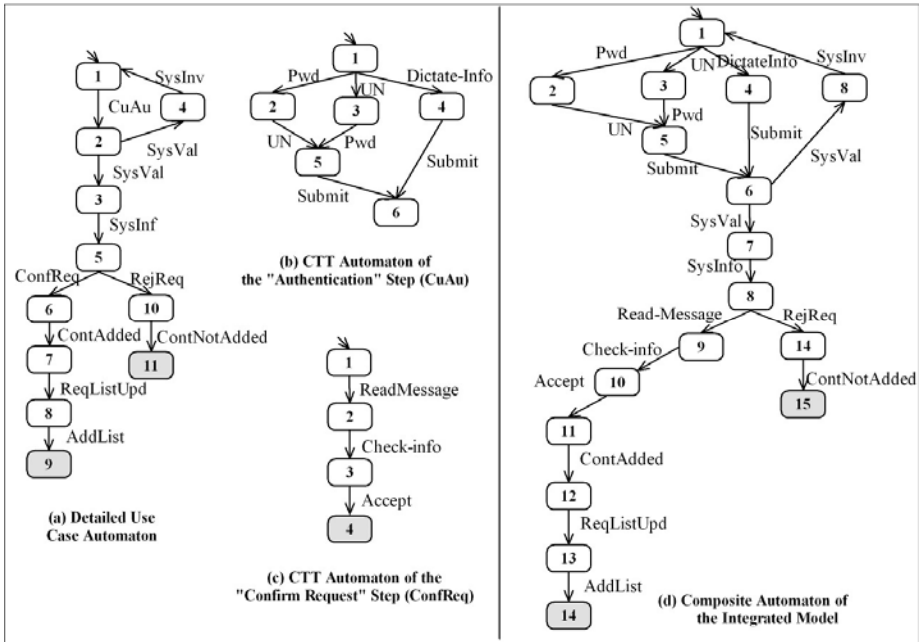 1
SysInv
CuAu
4
2
SysVal
SysVal
3
SysInf
5
ConfReq
RejReq
6
10
ContAdded
ContNotAdded
7
11
ReqListUpd
8
AddList
9
(a) Detailed Use
Case Automaton
1
Pwd
UN
Dictate-Info
2
3
4
UN
Pwd
5
Submit
Submit
6
(b) CTT Automaton of
the "Authentication" Step (CuAu)
1
ReadMessage
2
Check-info
3
Accept
4
(c) CTT Automaton of the
"Confirm Request" Step (ConfReq)
1
Pwd
UN
DictateInfo
SysInv
2
3
4
8
UN
Pwd
5
Submit
Submit
SysVal
6
SysVal
7
SysInfo
8
Read-Message
RejReq
9
14
Check-info
ContNotAdded
10
15
Accept
11
ContAdded
12
ReqListUpd
13
AddList
14
(d) Composite Automaton of
the Integrated Model